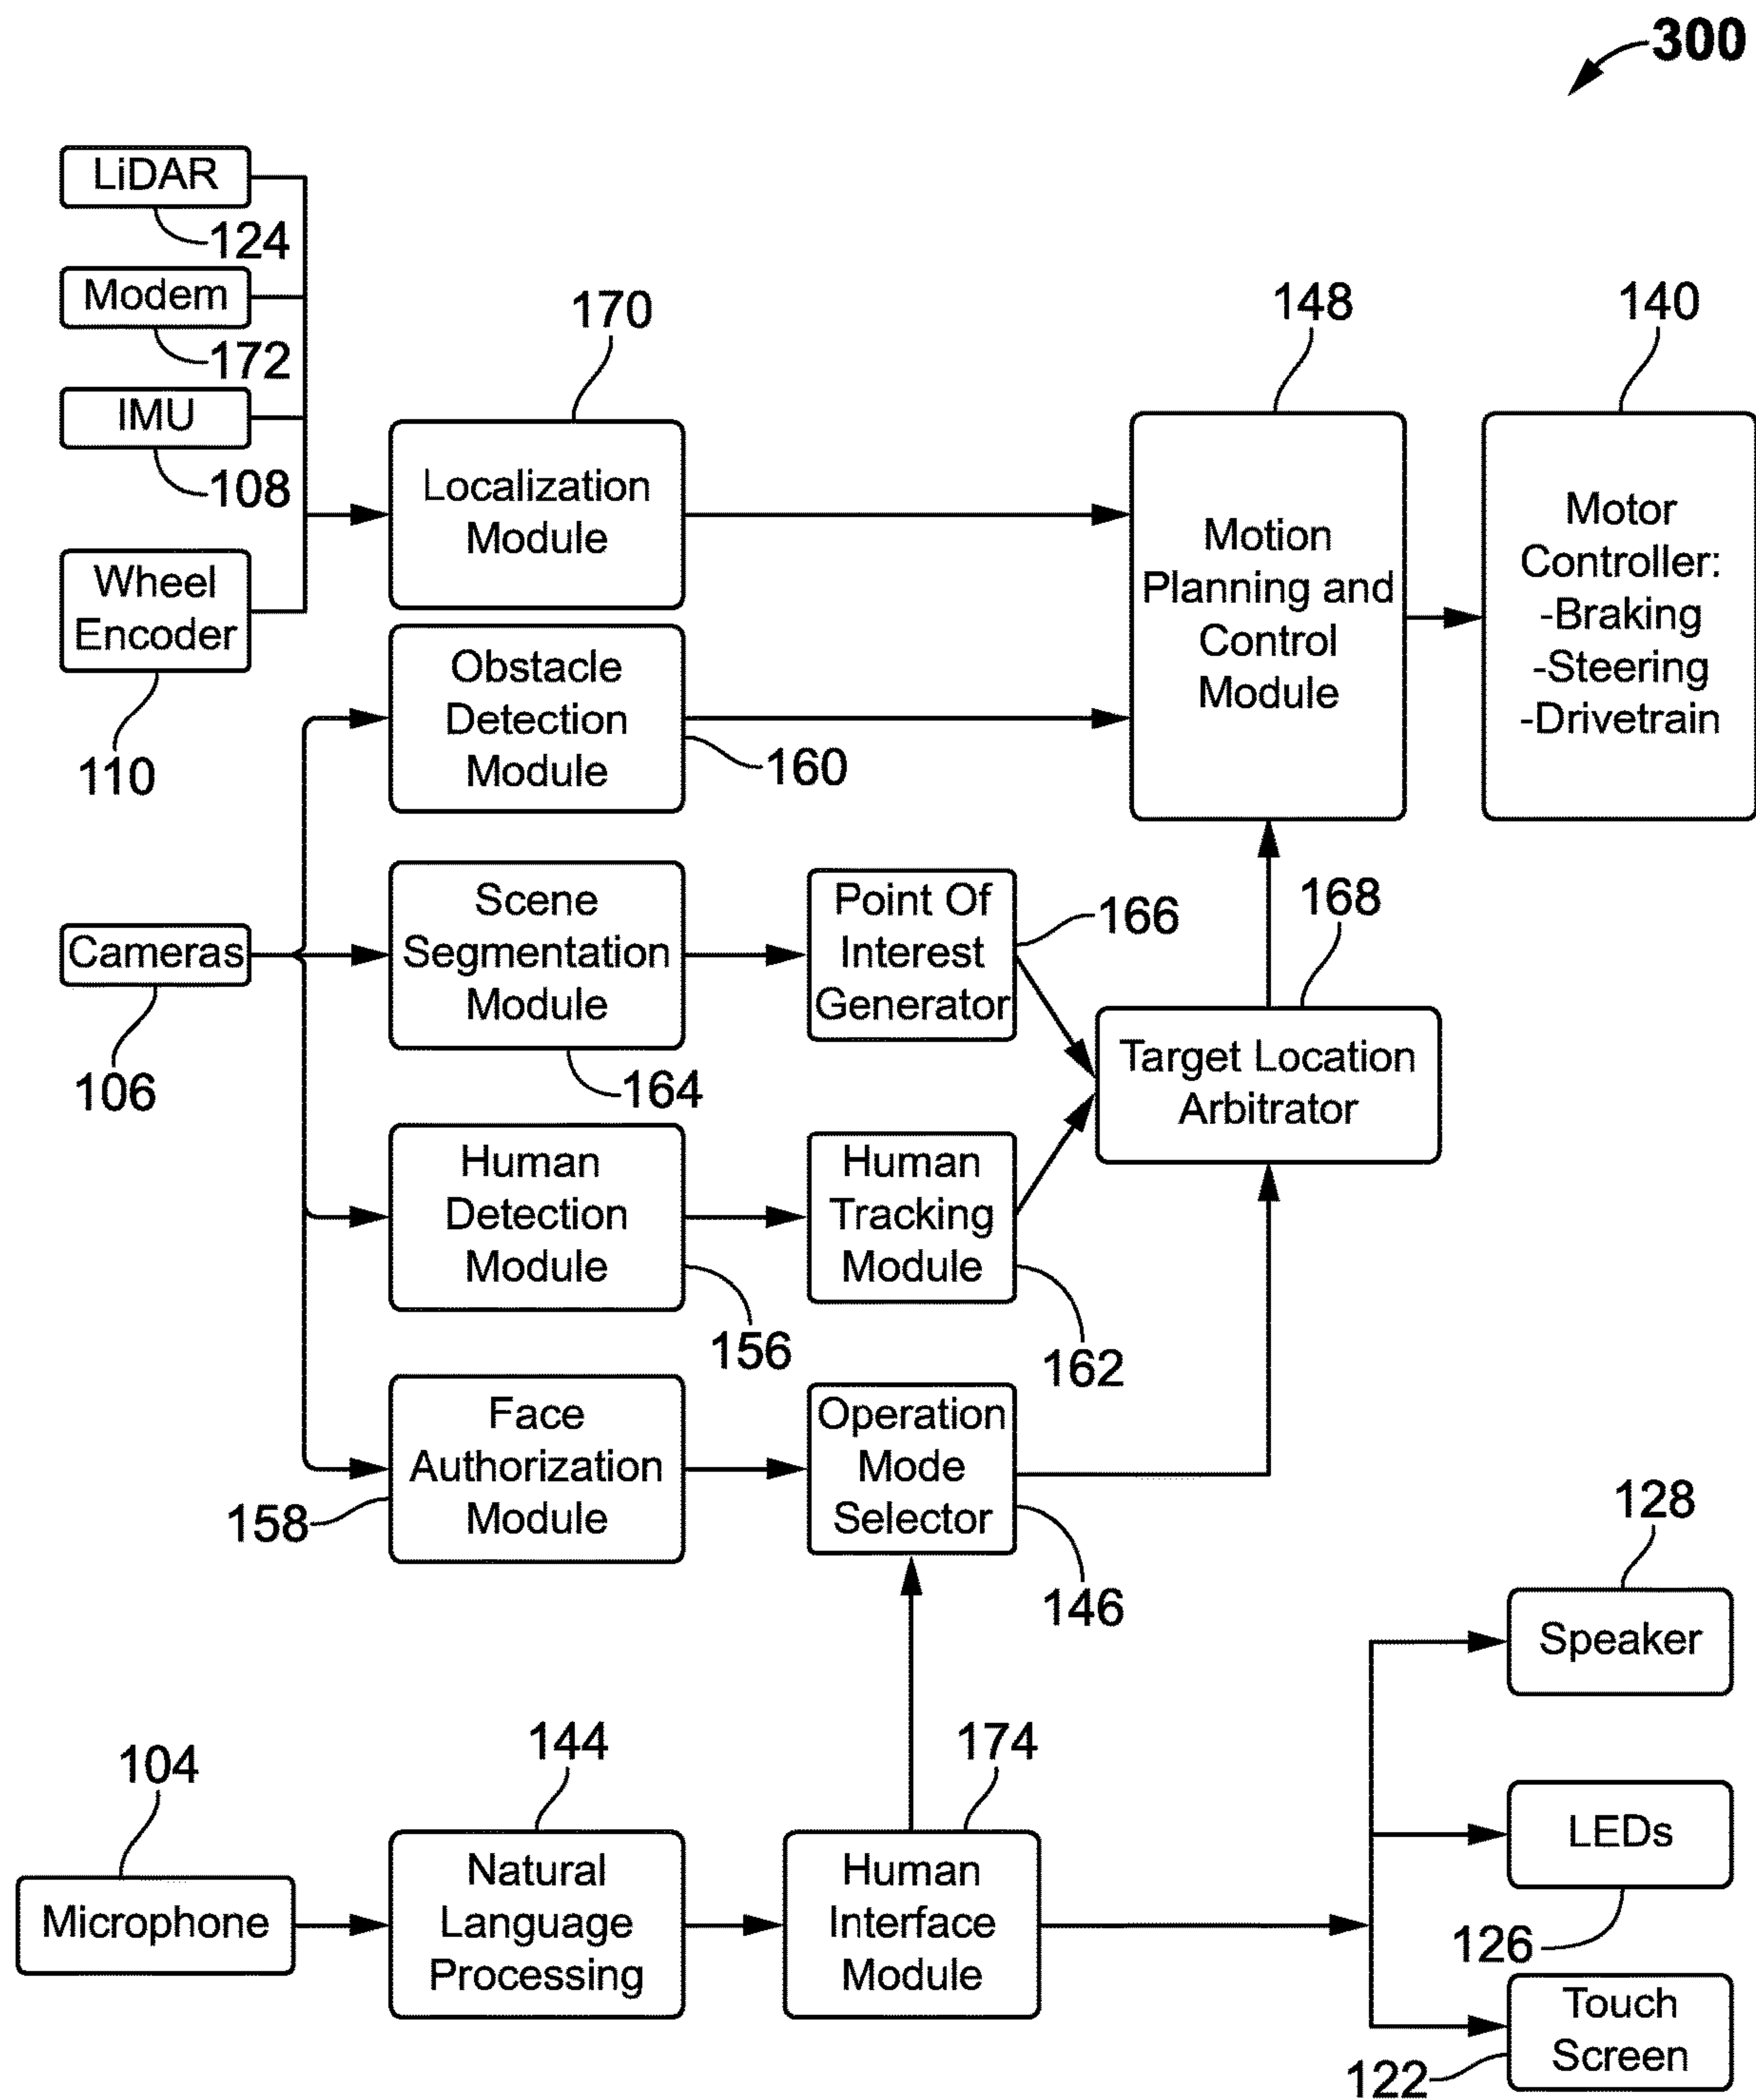 300
LiDAR
124
Modem
172
IMU
108
Wheel
Encoder
110
170
Localization
Module
148
Motion
Planning and
Control
Module
140
Motor
Controller:
-Braking
-Steering
-Drivetrain
Obstacle
Detection
Module
160
Cameras
106
Scene
Segmentation
Module
164
Point Of
Interest
Generator
166
168
Target Location
Arbitrator
Human
Detection
Module
156
Human
Tracking
Module
162
Face
Authorization
Module
158
Operation
Mode
Selector
146
128
Speaker
104
Microphone
144
Natural
Language
Processing
174
Human
Interface
Module
LEDs
126
Touch
Screen
122